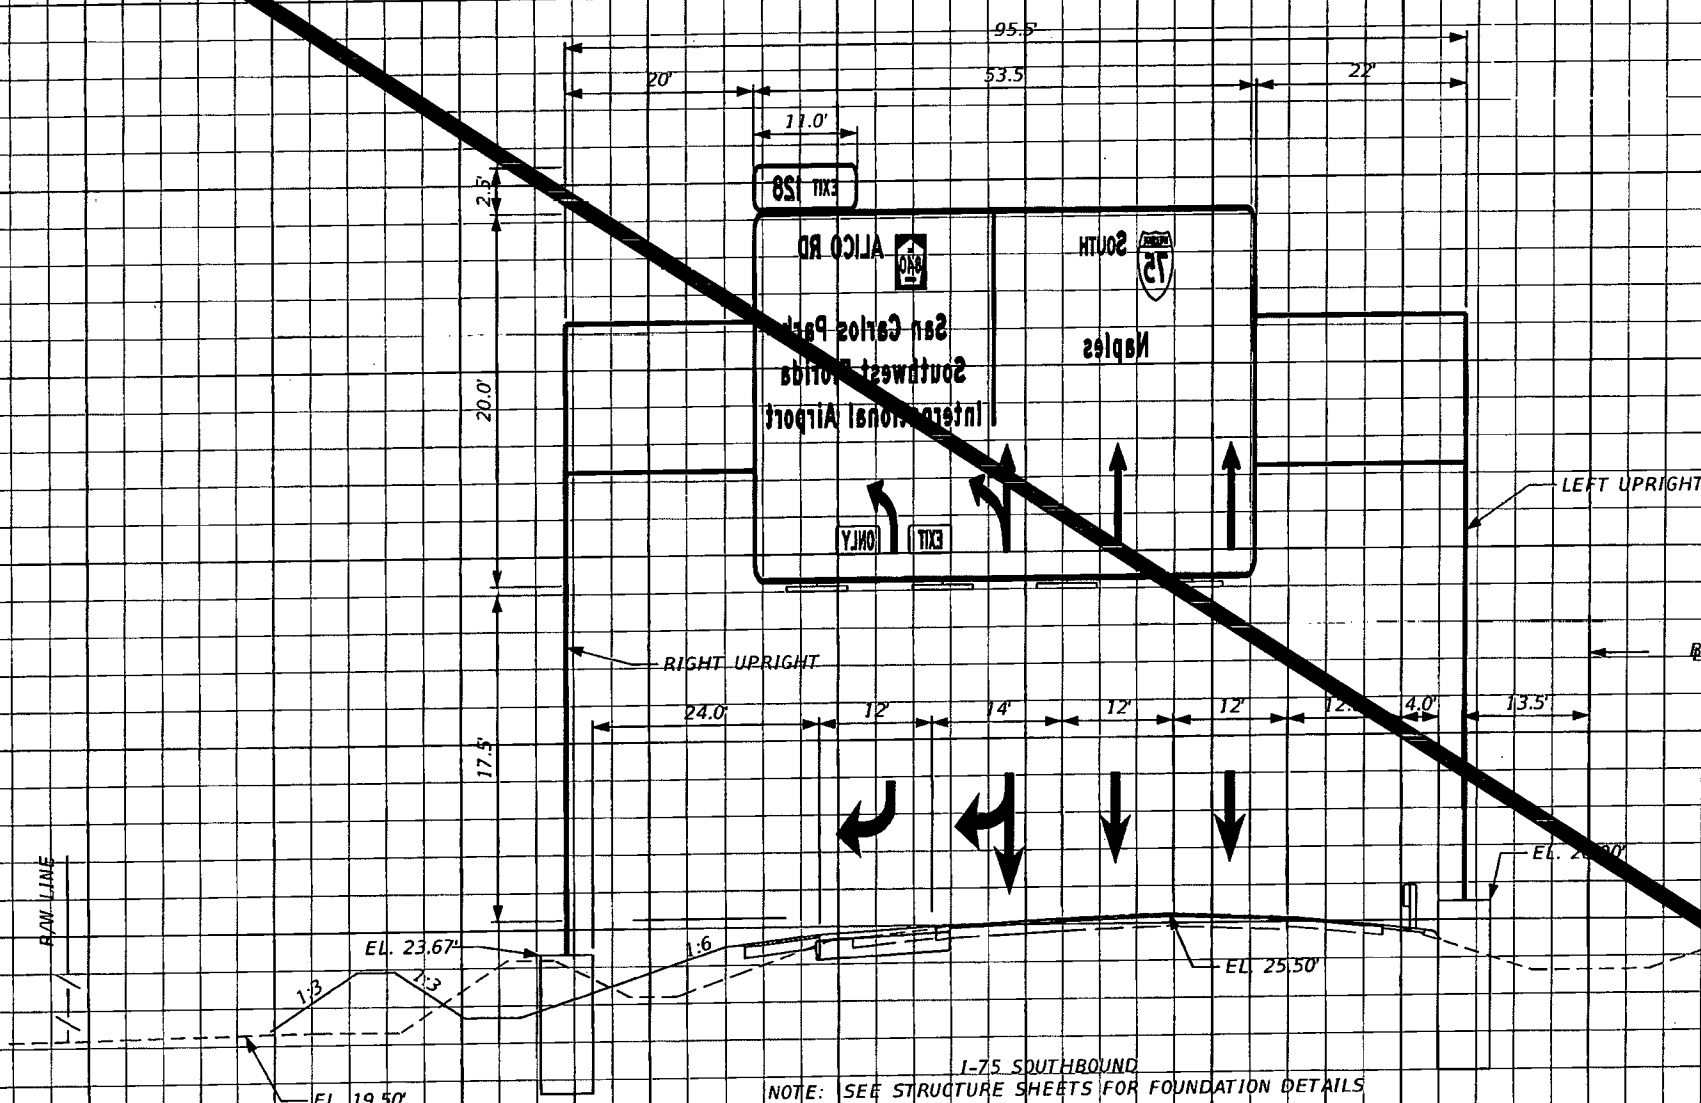 95.5'
20'
53.5'
22'
11.0'
2.5'
EXIT 128
ALICO RD
840
SOUTH
75
San Carlos Park
Southwest Florida
International Airport
Naples
20.0'
LEFT UPRIGHT
ONLY
EXIT
RIGHT UPRIGHT
24.0'
12'
14'
12'
12'
4.0'
13.5'
17.5'
R/W LINE
EL. 23.67'
1:6
1:3
1:3
EL. 25.50'
EL. 19.50'
I-75 SOUTHBOUND
NOTE: SEE STRUCTURE SHEETS FOR FOUNDATION DETAILS